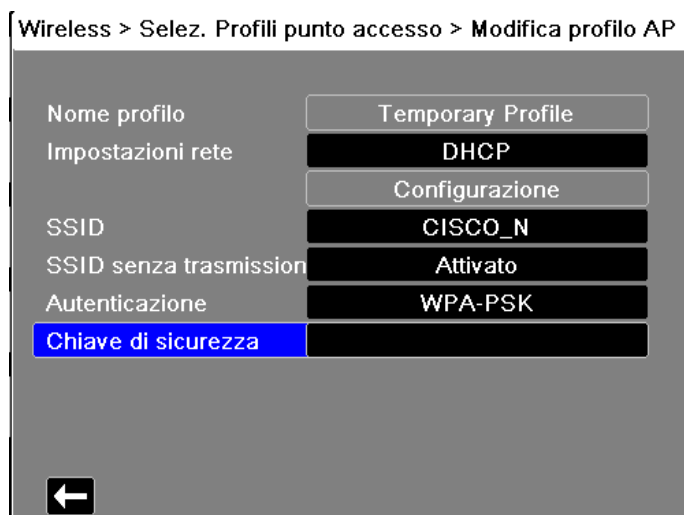 Wireless > Selez. Profili punto accesso > Modifica profilo AP
Nome profilo Temporary Profile
Impostazioni rete DHCP
Configurazione
SSID CISCO_N
SSID senza trasmission Attivato
Autenticazione WPA-PSK
Chiave di sicurezza